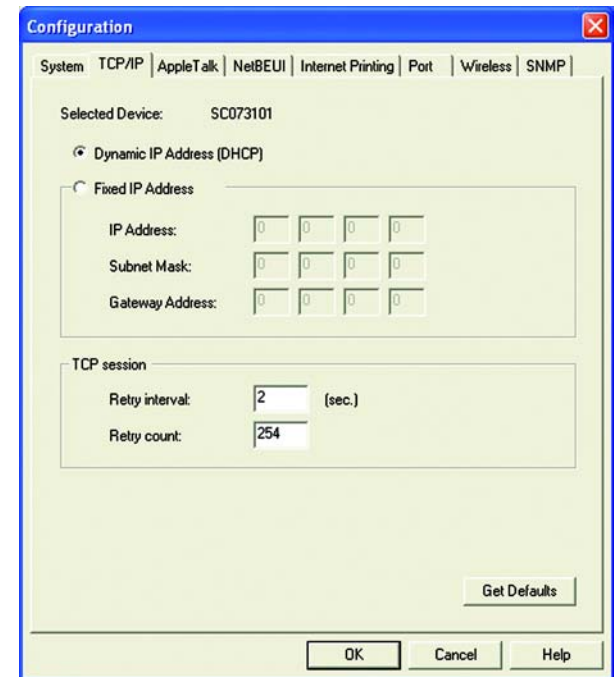 Configuration
System TCP/IP AppleTalk NetBEUI Internet Printing Port Wireless SNMP
Selected Device: SC073101
Dynamic IP Address (DHCP)
Fixed IP Address
IP Address: 0 0 0 0
Subnet Mask: 0 0 0 0
Gateway Address: 0 0 0 0
TCP session
Retry interval: 2 (sec.)
Retry count: 254
Get Defaults
OK Cancel Help